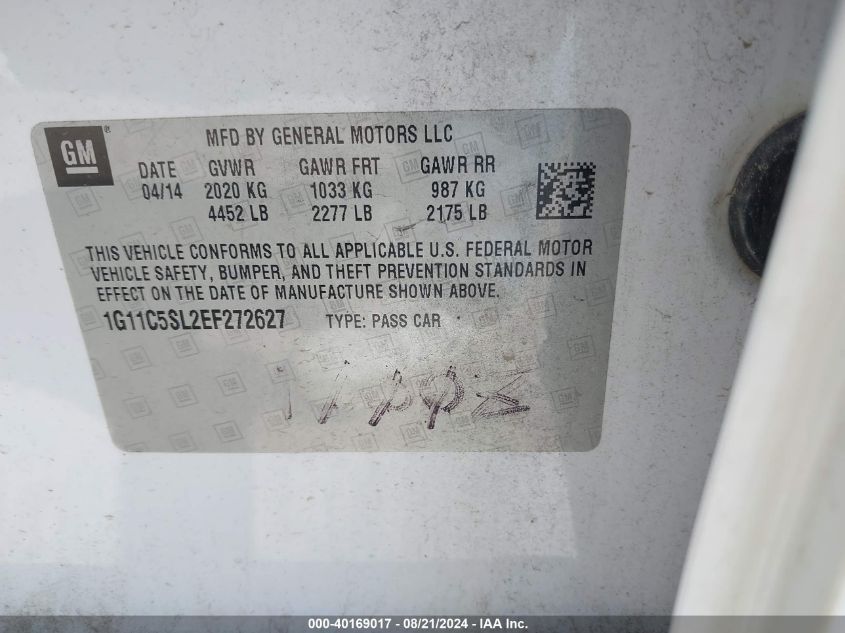 GM ® MFD BY GENERAL MOTORS LLC
DATE GVWR GAWR FRT GAWR RR
04/14 2020 KG 1033 KG 987 KG
4452 LB 2277 LB 2175 LB
THIS VEHICLE CONFORMS TO ALL APPLICABLE U.S. FEDERAL MOTOR
VEHICLE SAFETY, BUMPER, AND THEFT PREVENTION STANDARDS IN
EFFECT ON THE DATE OF MANUFACTURE SHOWN ABOVE.
1G11C5SL2EF272627 TYPE: PASS CAR
000-40169017 - 08/21/2024 - IAA Inc.